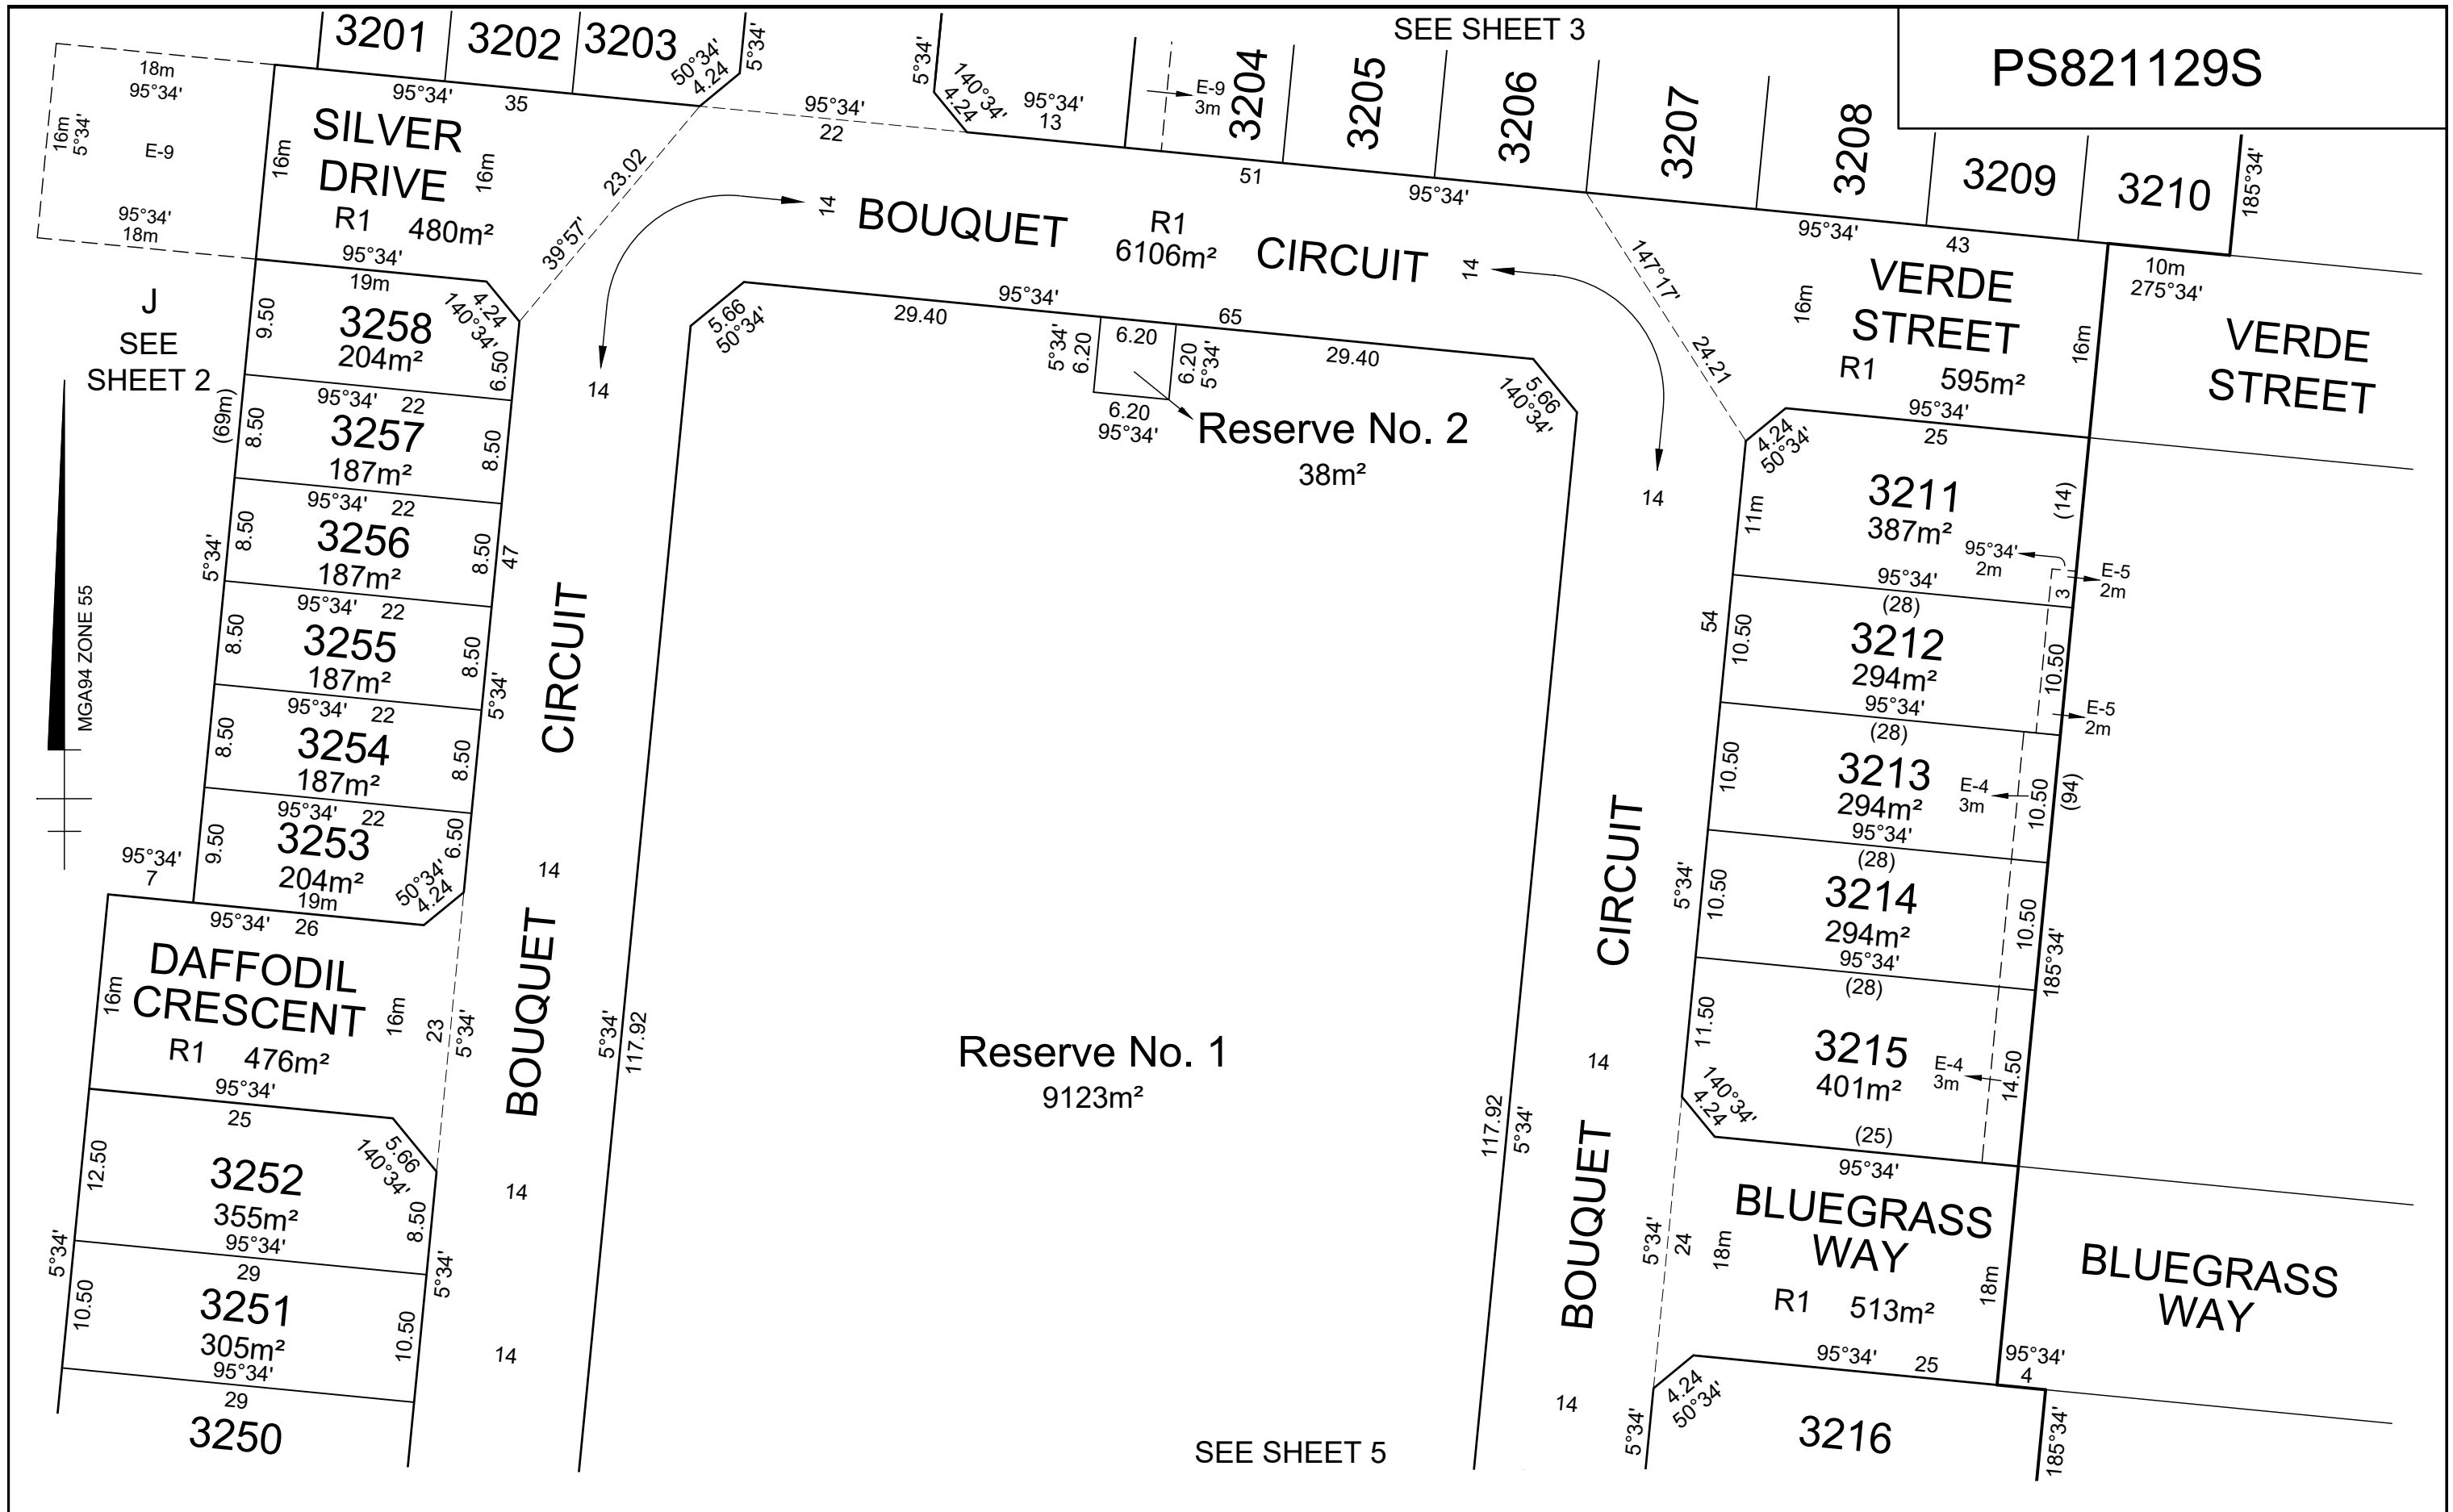 SEE SHEET 3
PS821129S
3201
3202
3203
50°34'
4.24
5°34'
5°34'
140°34'
4.24
95°34'
13
E-9
3m
3204
3205
3206
3207
3208
3209
3210
185°34'
18m
95°34'
16m
5°34'
E-9
95°34'
18m
95°34'
35
SILVER
DRIVE
R1 480m²
16m
16m
95°34'
19m
95°34'
22
23.02
39°57'
14
BOUQUET
R1
6106m²
CIRCUIT
14
51
95°34'
147°17'
24.21
95°34'
43
VERDE
STREET
R1 595m²
16m
16m
10m
275°34'
VERDE
STREET
95°34'
25
J
SEE
SHEET 2
(69m)
5°34'
MGA94 ZONE 55
9.50
3258
204m²
4.24
140°34'
6.50
95°34' 22
8.50
3257
187m²
8.50
95°34' 22
8.50
3256
187m²
8.50
47
95°34' 22
8.50
3255
187m²
8.50
5°34'
95°34' 22
8.50
3254
187m²
8.50
95°34' 22
9.50
3253
204m²
6.50
50°34'
4.24
19m
14
5.66
50°34'
29.40
95°34'
65
5°34'
6.20
6.20
6.20
5°34'
6.20
95°34'
29.40
5.66
140°34'
Reserve No. 2
38m²
14
4.24
50°34'
11m
3211
387m²
(14)
95°34'
2m
E-5
2m
3
95°34'
(28)
54
10.50
3212
294m²
10.50
E-5
2m
95°34'
(28)
10.50
3213
294m²
E-4
3m
10.50
(94)
95°34'
(28)
5°34'
10.50
3214
294m²
10.50
185°34'
95°34'
(28)
11.50
3215
401m²
E-4
3m
14.50
140°34'
4.24
(25)
95°34'
CIRCUIT
14
BOUQUET
5°34'
117.92
14
14
95°34'
7
95°34' 26
DAFFODIL
CRESCENT
R1 476m²
16m
16m
23
5°34'
95°34'
25
12.50
3252
355m²
5.66
140°34'
8.50
95°34'
29
5°34'
10.50
3251
305m²
10.50
5°34'
95°34'
29
3250
Reserve No. 1
9123m²
117.92
5°34'
CIRCUIT
14
BOUQUET
14
5°34'
24
18m
BLUEGRASS
WAY
R1 513m²
18m
BLUEGRASS
WAY
95°34' 25
95°34'
4
4.24
50°34'
5°34'
3216
185°34'
SEE SHEET 5